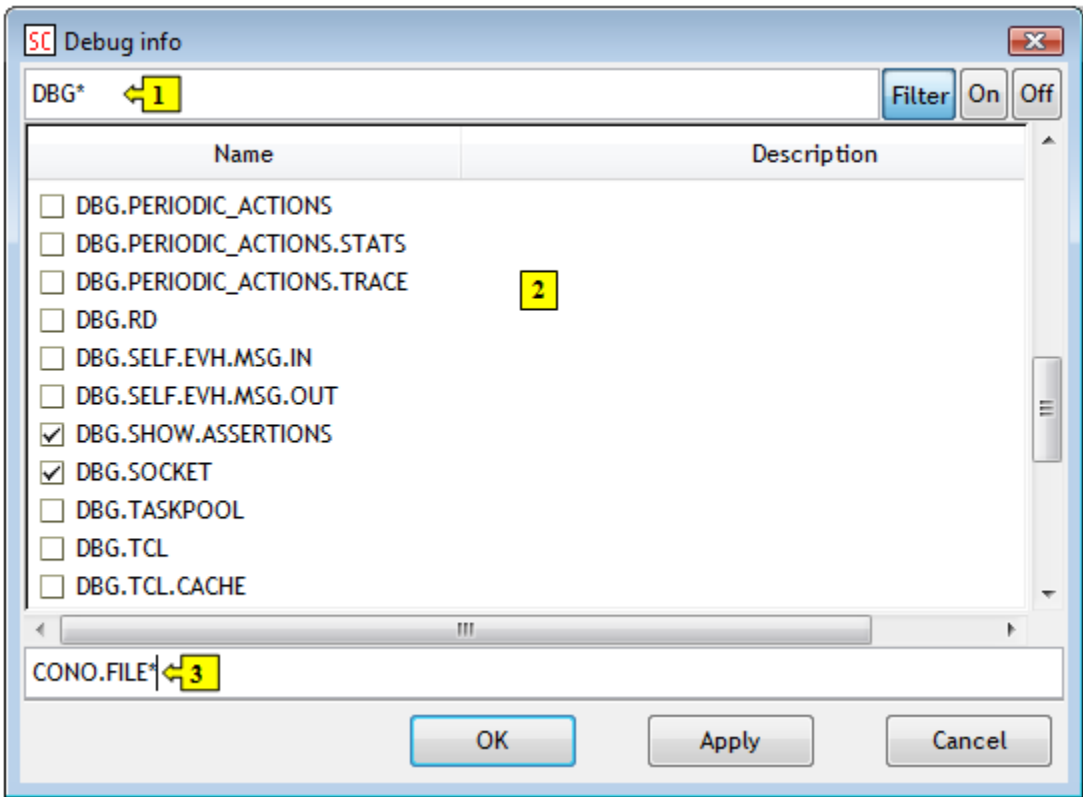 SC Debug info
DBG* 1 Filter On Off
Name Description
DBG.PERIODIC_ACTIONS
DBG.PERIODIC_ACTIONS.STATS
DBG.PERIODIC_ACTIONS.TRACE
2
DBG.RD
DBG.SELF.EVH.MSG.IN
DBG.SELF.EVH.MSG.OUT
DBG.SHOW.ASSERTIONS
DBG.SOCKET
DBG.TASKPOOL
DBG.TCL
DBG.TCL.CACHE
CONO.FILE* 3
OK Apply Cancel